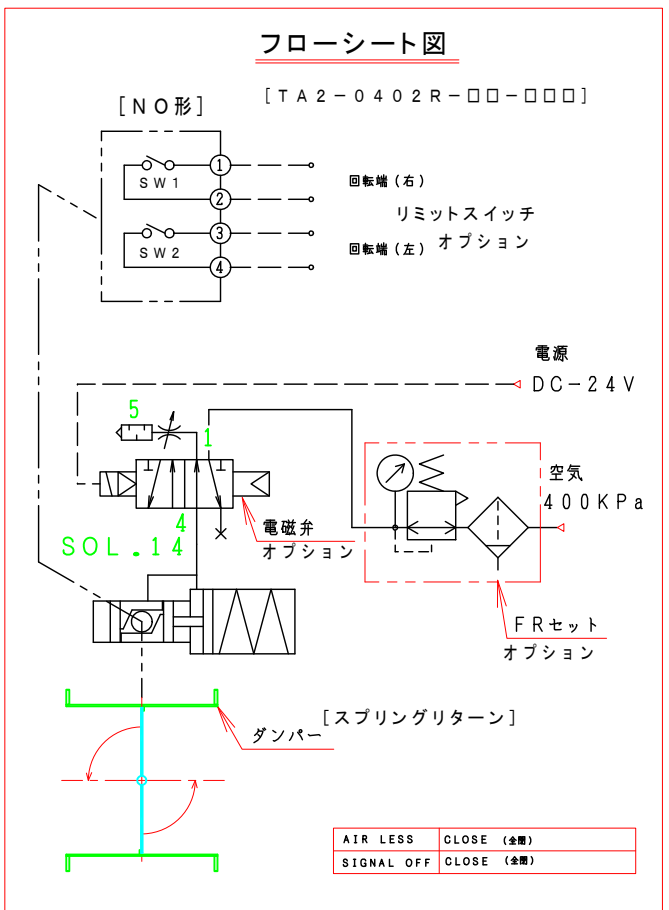 フローシート図
[NO形]
[TA2-0402R-□□-□□□]
1
SW1
2
回転端(右)
リミットスイッチ
オプション
3
SW2
4
回転端(左)
電源
DC-24V
5
1
空気
400KPa
4
SOL.14
電磁弁
オプション
FRセット
オプション
[スプリングリターン]
ダンパー
AIR LESS CLOSE (全閉)
SIGNAL OFF CLOSE (全閉)